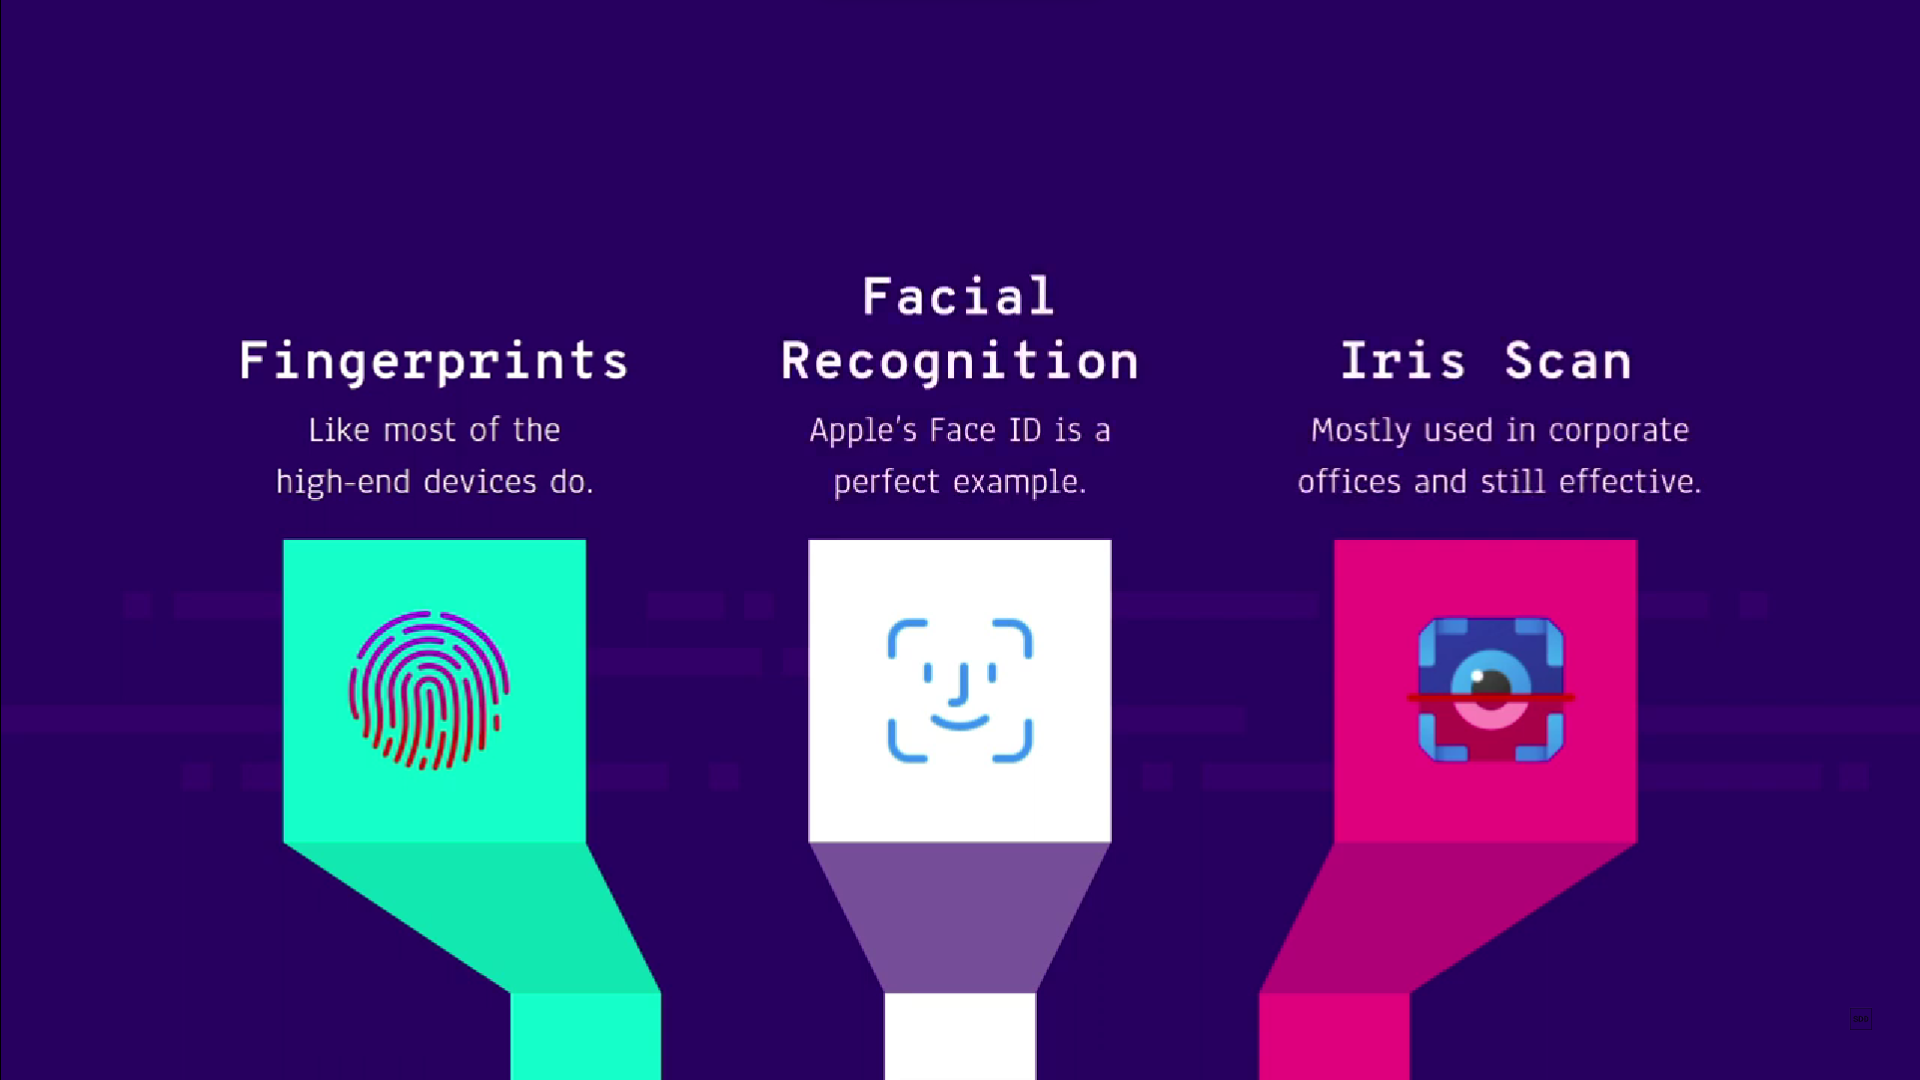 Fingerprints
Like most of the
high-end devices do.
Facial
Recognition
Apple's Face ID is a
perfect example.
Iris Scan
Mostly used in corporate
offices and still effective.